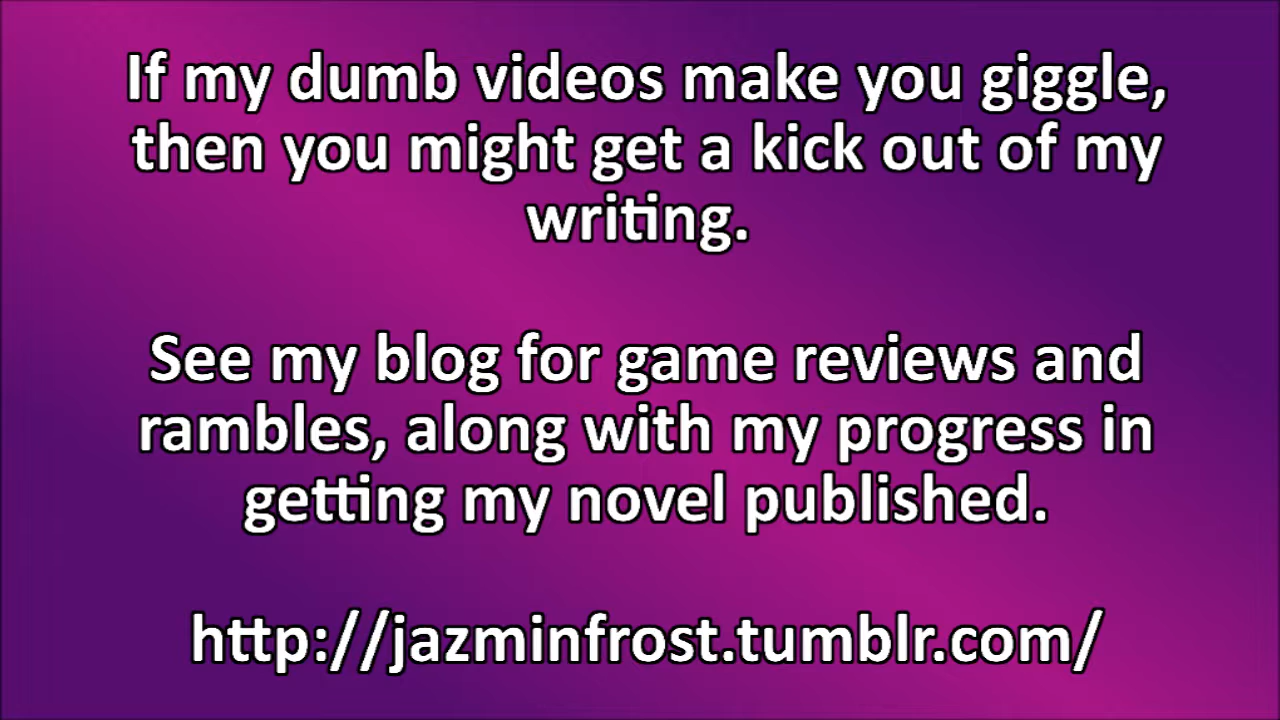 If my dumb videos make you giggle,
then you might get a kick out of my
writing.
See my blog for game reviews and
rambles, along with my progress in
getting my novel published.
http://jazminfrost.tumblr.com/